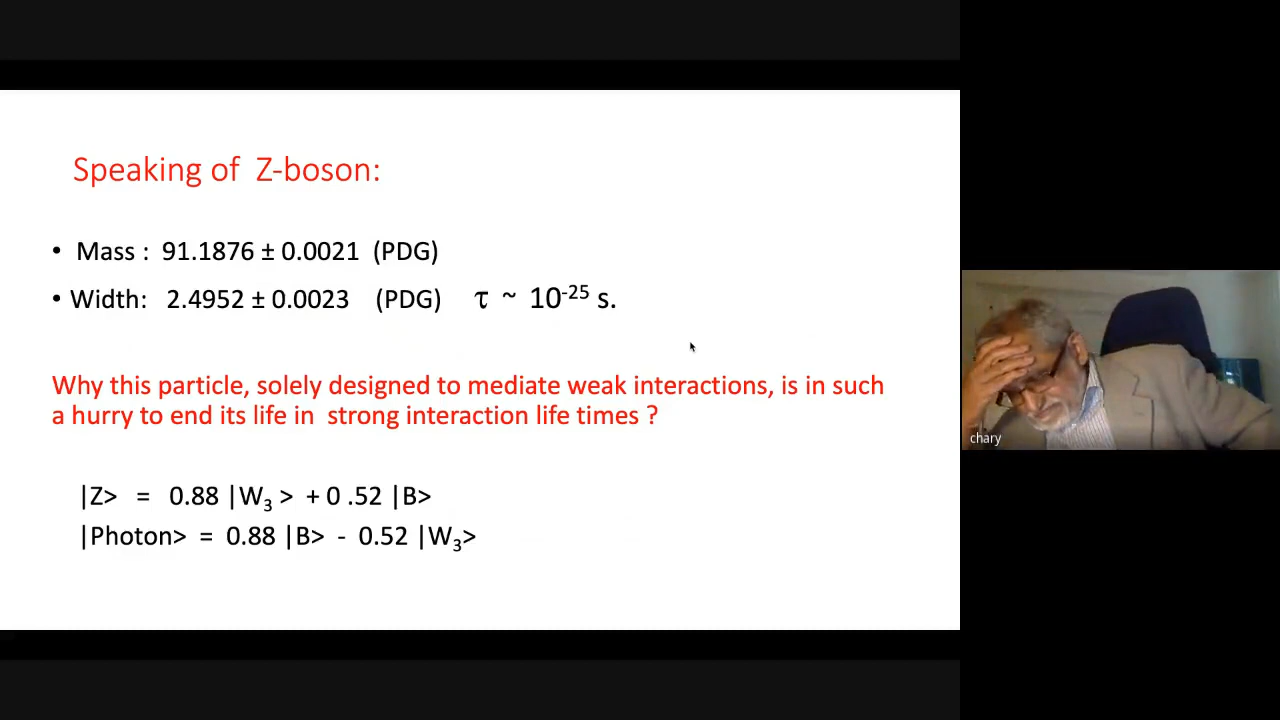 Speaking of Z-boson:
• Mass : 91.1876 ± 0.0021 (PDG)
• Width: 2.4952 ± 0.0023 (PDG) τ ~ 10⁻²⁵ s.
Why this particle, solely designed to mediate weak interactions, is in such
a hurry to end its life in strong interaction life times ?
|Z> = 0.88 |W₃ > + 0 .52 |B>
|Photon> = 0.88 |B> - 0.52 |W₃>
chary